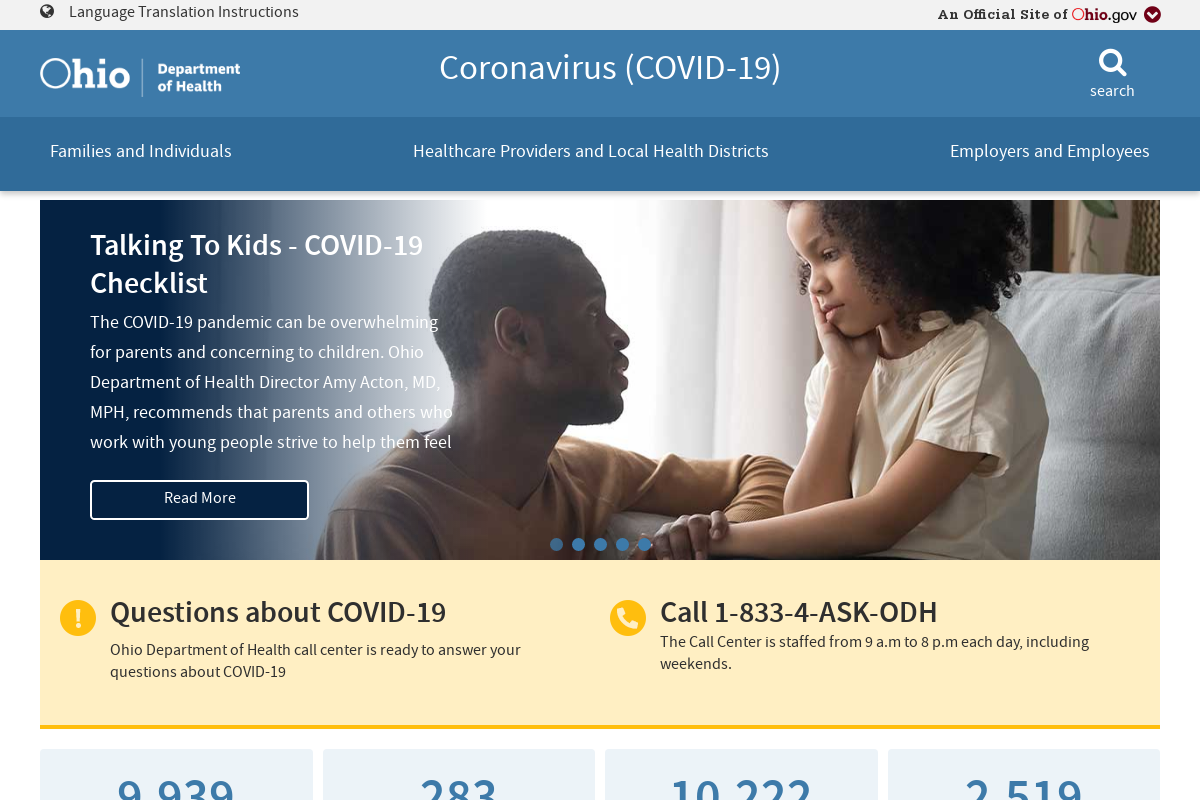 Language Translation Instructions
An Official Site of Ohio.gov
Ohio Department of Health
Coronavirus (COVID-19)
search
Families and Individuals
Healthcare Providers and Local Health Districts
Employers and Employees
Talking To Kids - COVID-19
Checklist
The COVID-19 pandemic can be overwhelming
for parents and concerning to children. Ohio
Department of Health Director Amy Acton, MD,
MPH, recommends that parents and others who
work with young people strive to help them feel
Read More
Questions about COVID-19
Ohio Department of Health call center is ready to answer your
questions about COVID-19
Call 1-833-4-ASK-ODH
The Call Center is staffed from 9 a.m to 8 p.m each day, including
weekends.
9,939
283
10,222
2,519